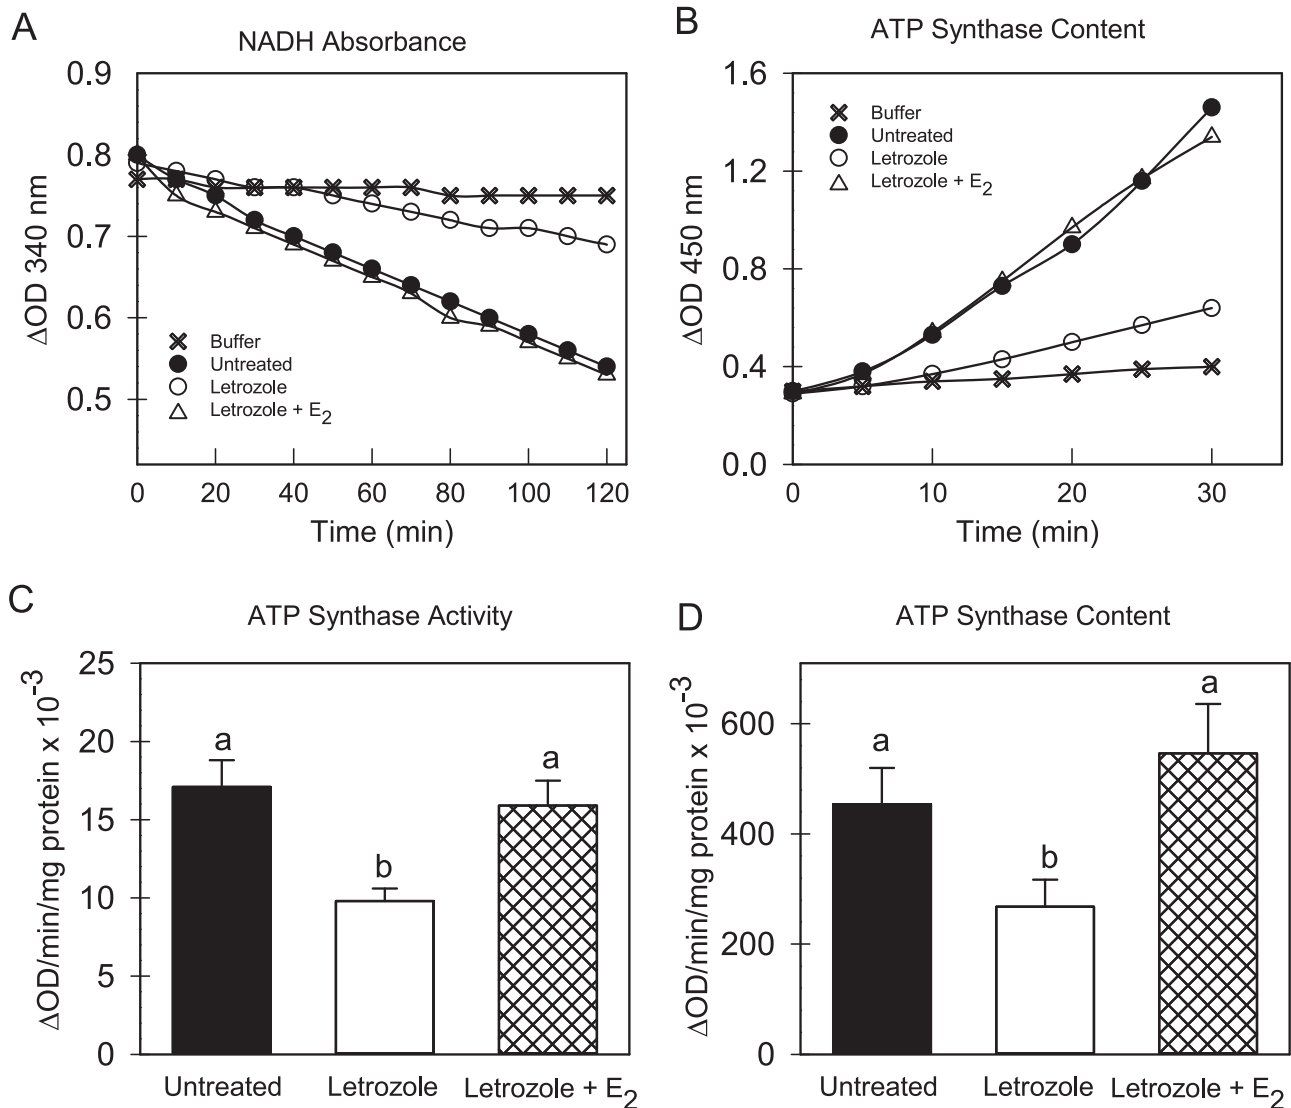 A
NADH Absorbance
ΔOD 340 nm
0.9
0.8
0.7
0.6
0.5
Buffer
Untreated
Letrozole
Letrozole + E2
0 20 40 60 80 100 120
Time (min)
B
ATP Synthase Content
ΔOD 450 nm
1.6
1.2
0.8
0.4
0.0
Buffer
Untreated
Letrozole
Letrozole + E2
0 10 20 30
Time (min)
C
ATP Synthase Activity
ΔOD/min/mg protein x 10-3
25
20
15
10
5
0
a
b
a
Untreated Letrozole Letrozole + E2
D
ATP Synthase Content
ΔOD/min/mg protein x 10-3
600
400
200
0
a
b
a
Untreated Letrozole Letrozole + E2